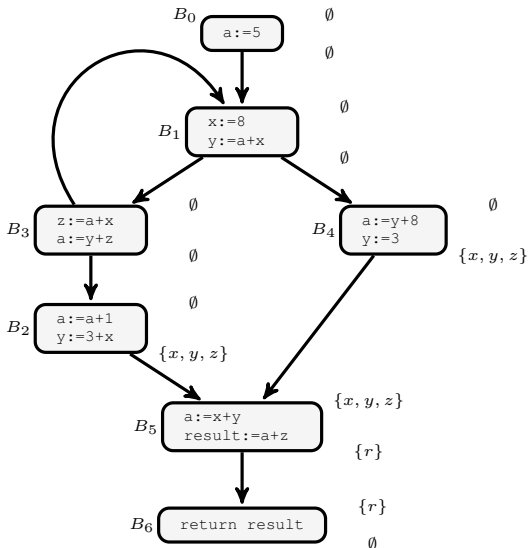 B₀ a:=5 ∅
∅
B₁ x:=8 ∅
y:=a+x
∅
B₃ z:=a+x ∅
a:=y+z
∅
B₄ a:=y+8 ∅
y:=3
{x, y, z}
B₂ a:=a+1 ∅
y:=3+x
{x, y, z}
B₅ a:=x+y {x, y, z}
result:=a+z
{r}
B₆ return result {r}
∅